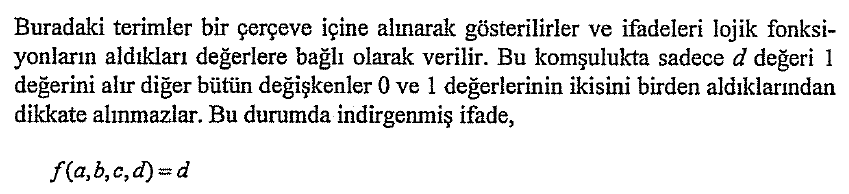 Buradaki terimler bir çerçeve içine alınarak gösterilirler ve ifadeleri lojik fonksi-
yonların aldıkları değerlere bağlı olarak verilir. Bu komşulukta sadece d değeri 1
değerini alır diğer bütün değişkenler 0 ve 1 değerlerinin ikisini birden aldıklarından
dikkate alınmazlar. Bu durumda indirgenmiş ifade,
f(a,b,c,d)=d